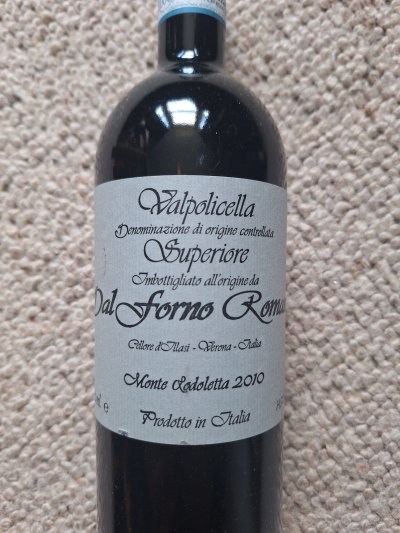 Valpolicella
Denominazione di origine controllata
Superiore
Imbottigliato all'origine da
Dal Forno Roma
Cellore d'Illasi - Verona - Italia
Monte Lodoletta 2010
e
Prodotto in Italia